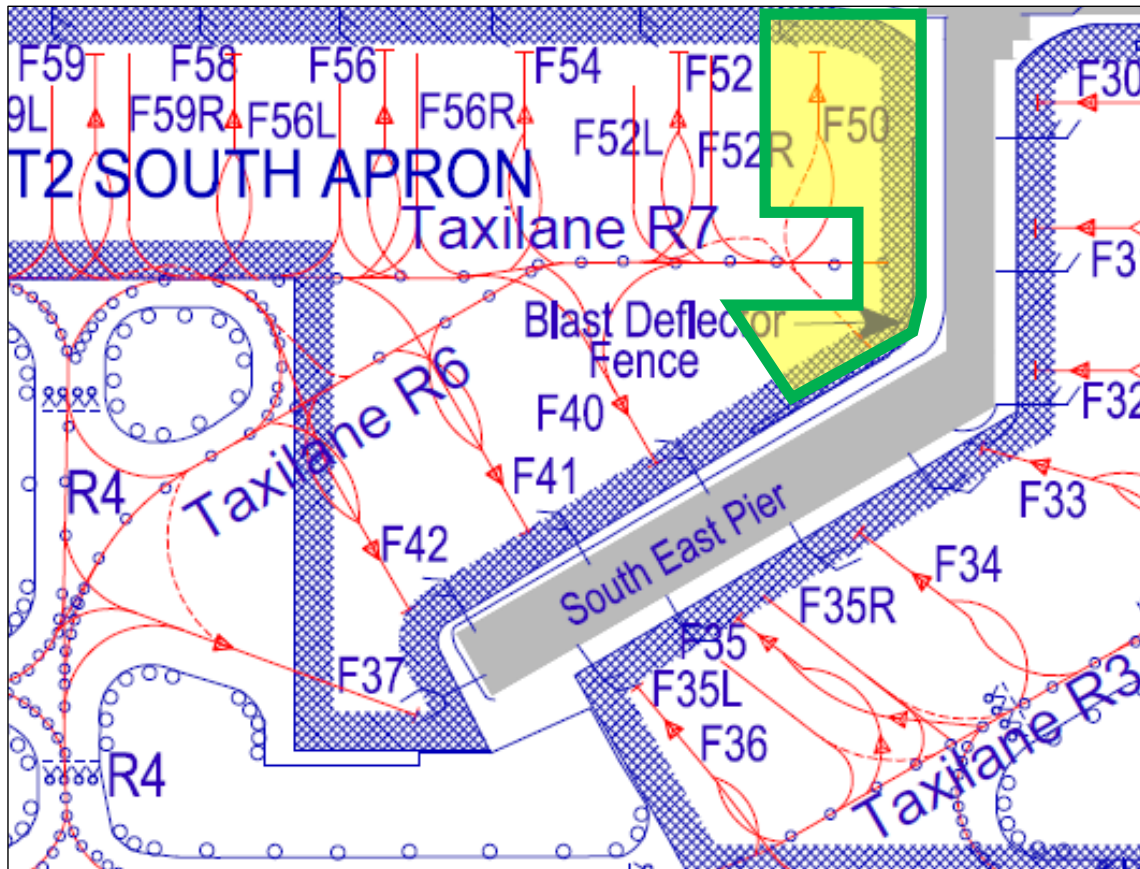 F59
F58
F56
F54
F52
F30
9L
F59R
F56L
F56R
F52L
F52R
F50
T2 SOUTH APRON
Taxilane R7
F3
Blast Deflector
Fence
F32
Taxilane R6
F40
F41
F42
R4
South East Pier
F33
F34
F35R
F35
F35L
F37
F36
Taxilane R3
R4